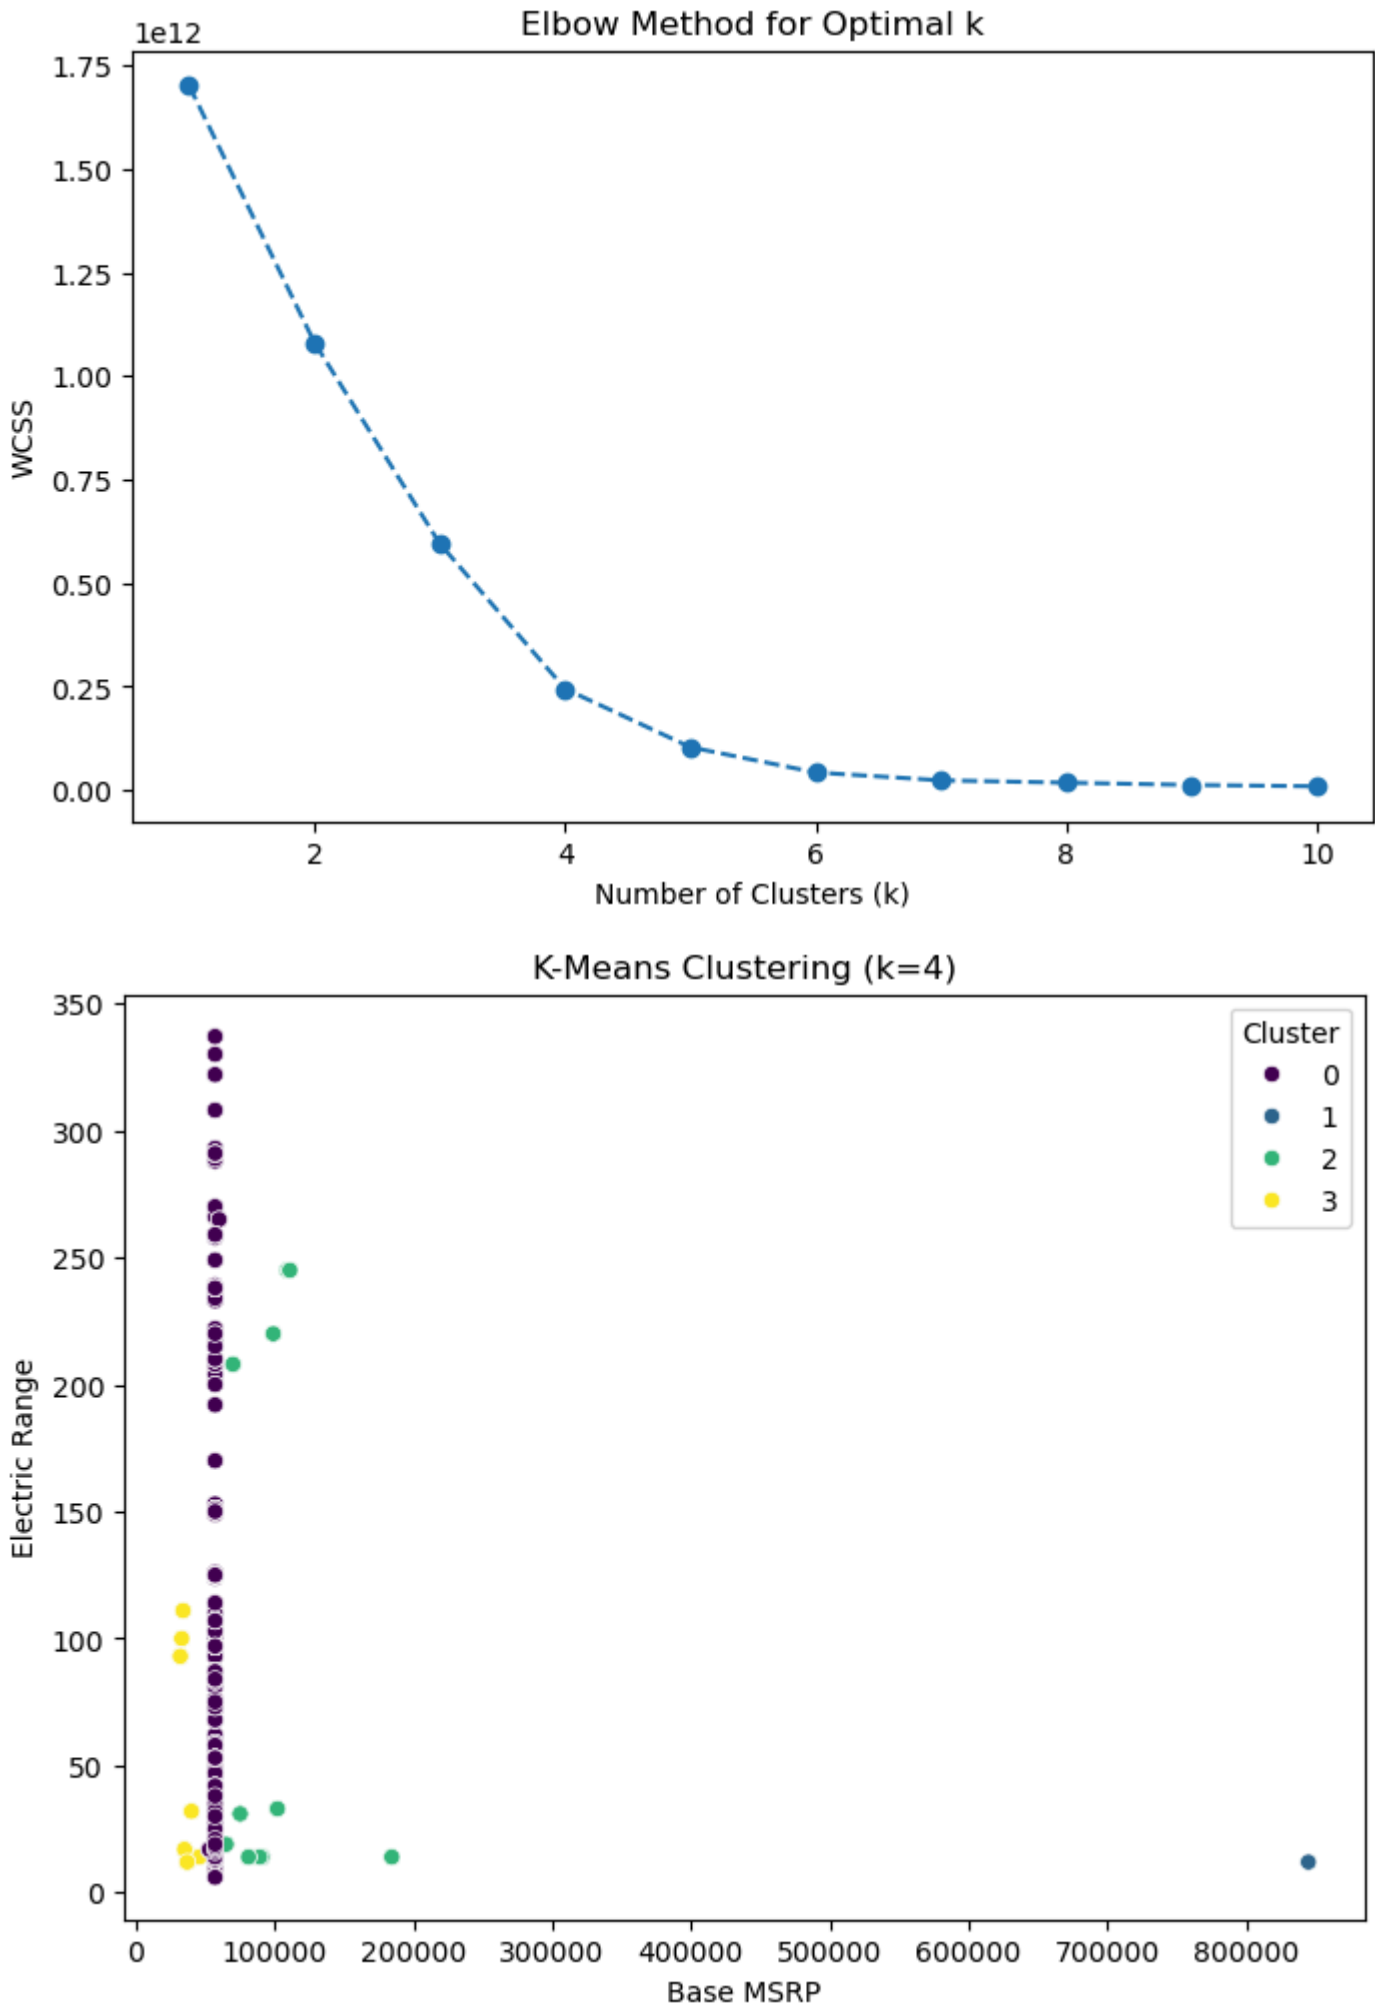 Elbow Method for Optimal k
1e12
1.75
1.50
1.25
1.00
0.75
0.50
0.25
0.00
WCSS
2 4 6 8 10
Number of Clusters (k)
K-Means Clustering (k=4)
350
300
250
200
150
100
50
0
Electric Range
Cluster
0
1
2
3
0 100000 200000 300000 400000 500000 600000 700000 800000
Base MSRP